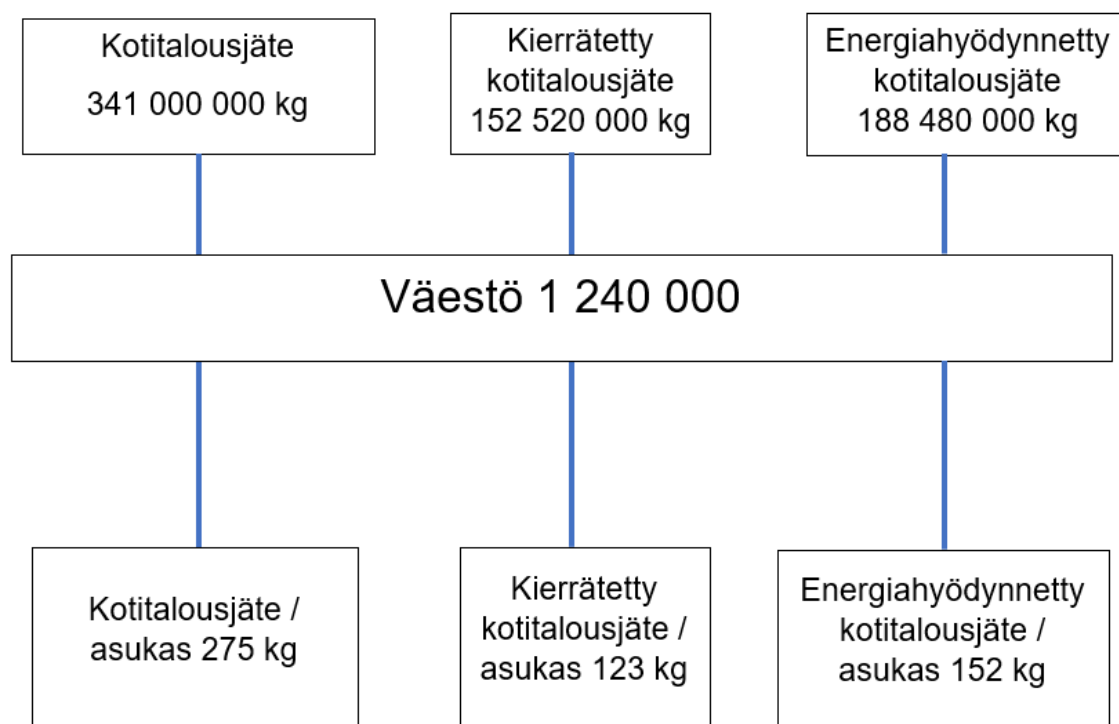 Kotitalousjäte
341 000 000 kg
Kierrätetty
kotitalousjäte
152 520 000 kg
Energiahyödynnetty
kotitalousjäte
188 480 000 kg
Väestö 1 240 000
Kotitalousjäte /
asukas 275 kg
Kierrätetty
kotitalousjäte /
asukas 123 kg
Energiahyödynnetty
kotitalousjäte /
asukas 152 kg